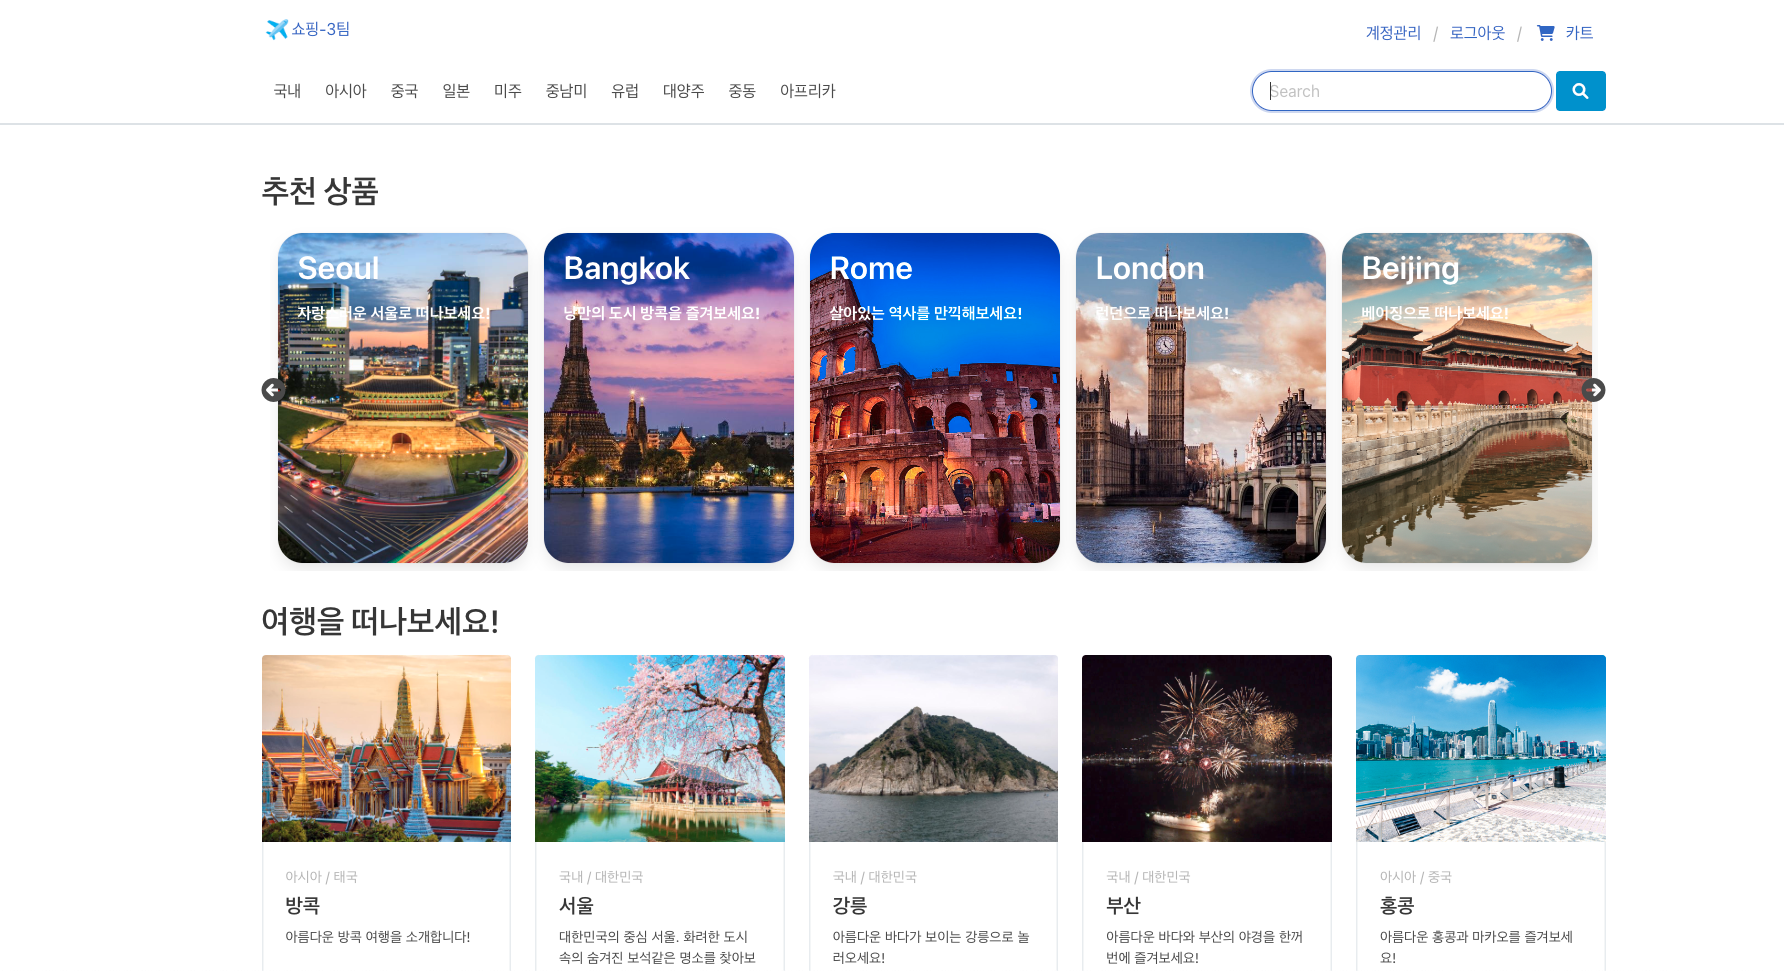 쇼핑-3팀
계정관리 / 로그아웃 / 카트
국내 아시아 중국 일본 미주 중남미 유럽 대양주 중동 아프리카
Search
추천 상품
Seoul
자랑스러운 서울로 떠나보세요!
Bangkok
낭만의 도시 방콕을 즐겨보세요!
Rome
살아있는 역사를 만끽해보세요!
London
런던으로 떠나보세요!
Beijing
베이징으로 떠나보세요!
여행을 떠나보세요!
아시아 / 태국
방콕
아름다운 방콕 여행을 소개합니다!
국내 / 대한민국
서울
대한민국의 중심 서울. 화려한 도시
속의 숨겨진 보석같은 명소를 찾아보
국내 / 대한민국
강릉
아름다운 바다가 보이는 강릉으로 놀
러오세요!
국내 / 대한민국
부산
아름다운 바다와 부산의 야경을 한꺼
번에 즐겨보세요!
아시아 / 중국
홍콩
아름다운 홍콩과 마카오를 즐겨보세
요!